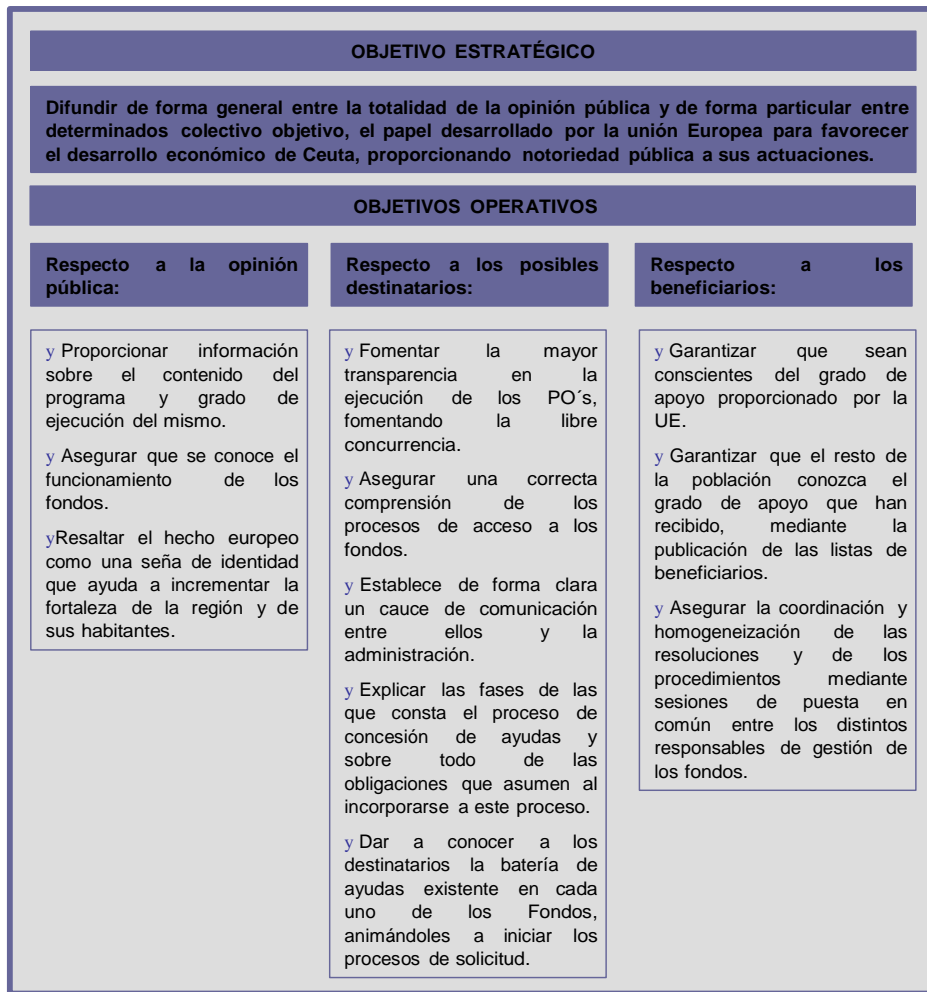 OBJETIVO ESTRATÉGICO
Difundir de forma general entre la totalidad de la opinión pública y de forma particular entre
determinados colectivo objetivo, el papel desarrollado por la unión Europea para favorecer
el desarrollo económico de Ceuta, proporcionando notoriedad pública a sus actuaciones.
OBJETIVOS OPERATIVOS
Respecto a la opinión
pública:
y Proporcionar información
sobre el contenido del
programa y grado de
ejecución del mismo.
y Asegurar que se conoce el
funcionamiento de los
fondos.
yResaltar el hecho europeo
como una seña de identidad
que ayuda a incrementar la
fortaleza de la región y de
sus habitantes.
Respecto a los posibles
destinatarios:
y Fomentar la mayor
transparencia en la
ejecución de los PO´s,
fomentando la libre
concurrencia.
y Asegurar una correcta
comprensión de los
procesos de acceso a los
fondos.
y Establece de forma clara
un cauce de comunicación
entre ellos y la
administración.
y Explicar las fases de las
que consta el proceso de
concesión de ayudas y
sobre todo de las
obligaciones que asumen al
incorporarse a este proceso.
y Dar a conocer a los
destinatarios la batería de
ayudas existente en cada
uno de los Fondos,
animándoles a iniciar los
procesos de solicitud.
Respecto a los
beneficiarios:
y Garantizar que sean
conscientes del grado de
apoyo proporcionado por la
UE.
y Garantizar que el resto de
la población conozca el
grado de apoyo que han
recibido, mediante la
publicación de las listas de
beneficiarios.
y Asegurar la coordinación y
homogeneización de las
resoluciones y de los
procedimientos mediante
sesiones de puesta en
común entre los distintos
responsables de gestión de
los fondos.